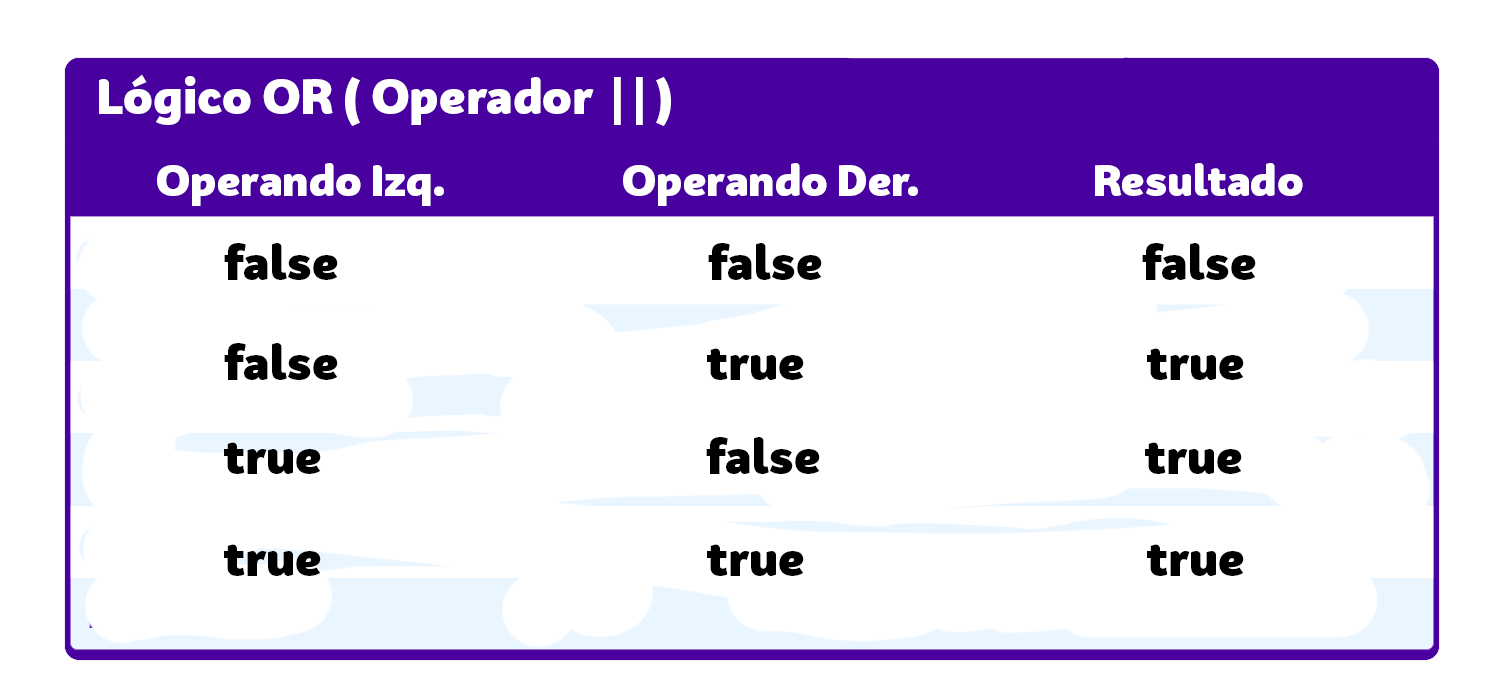 Lógico OR ( Operador || )
Operando Izq. Operando Der. Resultado
false false false
false true true
true false true
true true true